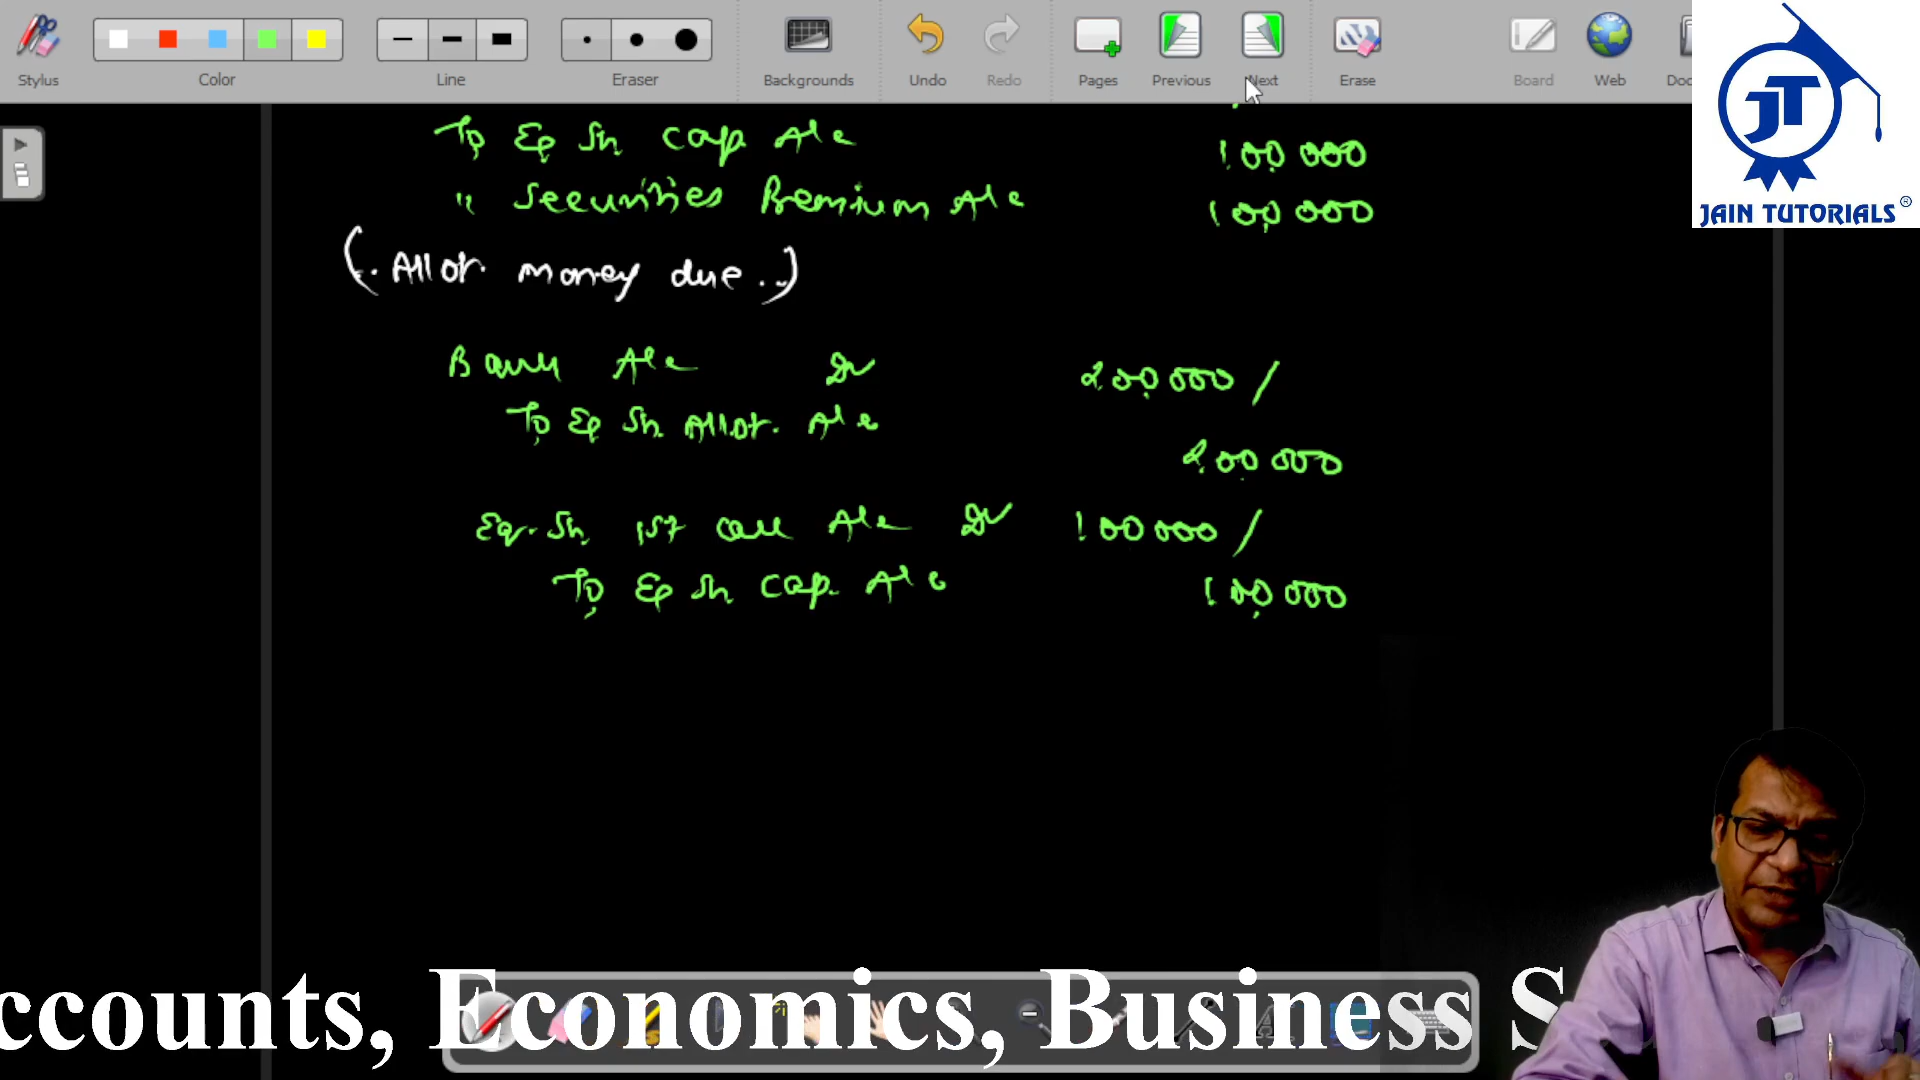 Stylus
Color
Line
Eraser
Backgrounds
Undo
Redo
Pages
Previous
Next
Erase
Board
Web
Doc
JT
JAIN TUTORIALS®
To Eq Sh Cap A/c 1,00,000
" Securities Premium A/c 1,00,000
(. Allot. money due ..)
Bank A/c Dr 2,00,000 /
To Eq Sh. Allot. A/c
2,00,000
Eq. Sh. 1st call A/c Dr 1,00,000 /
To Eq Sh Cap. A/c 1,00,000
ccounts, Economics, Business S